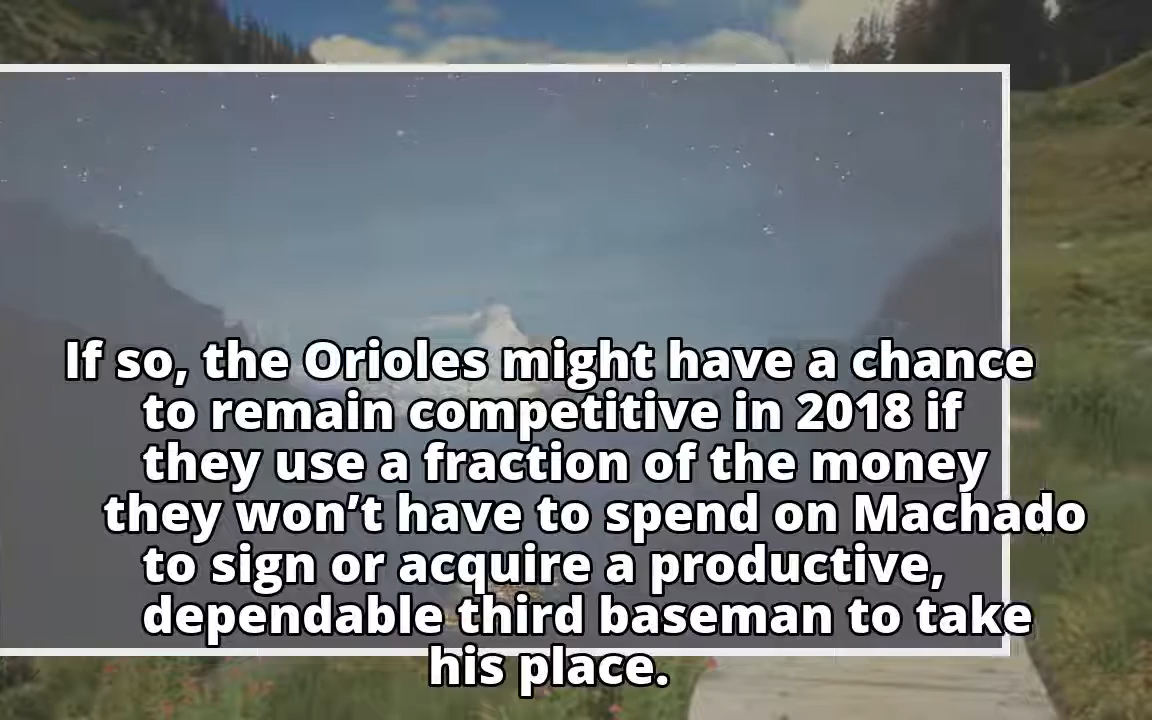 If so, the Orioles might have a chance
to remain competitive in 2018 if
they use a fraction of the money
they won’t have to spend on Machado
to sign or acquire a productive,
dependable third baseman to take
his place.